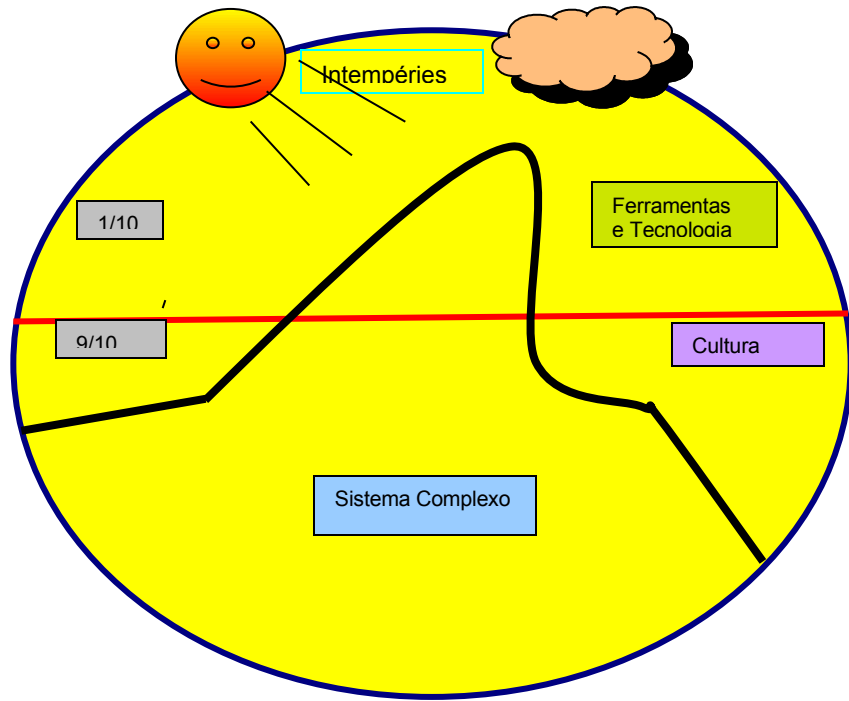 Intempéries
1/10
Ferramentas
e Tecnologia
9/10
Cultura
Sistema Complexo